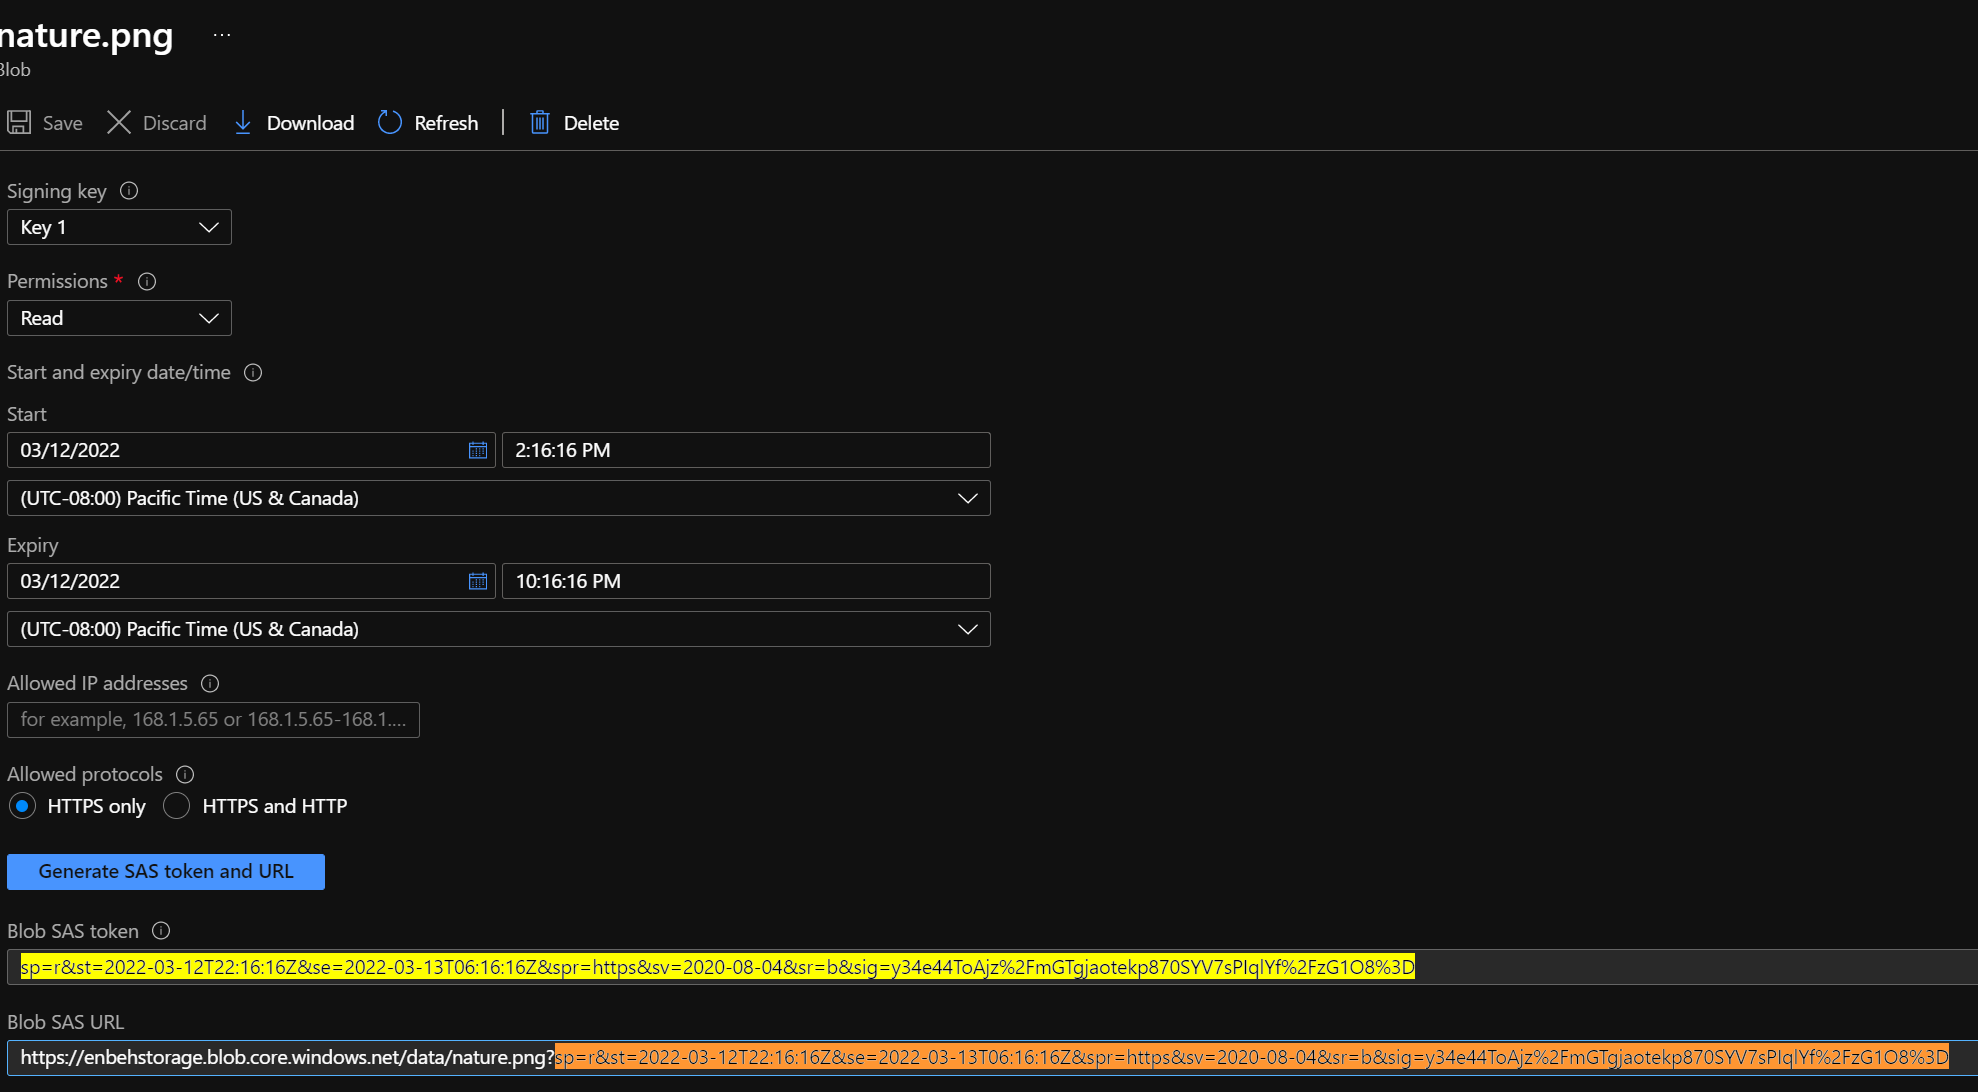 nature.png ...
Blob
Save Discard Download Refresh | Delete
Signing key
Key 1
Permissions *
Read
Start and expiry date/time
Start
03/12/2022 2:16:16 PM
(UTC-08:00) Pacific Time (US & Canada)
Expiry
03/12/2022 10:16:16 PM
(UTC-08:00) Pacific Time (US & Canada)
Allowed IP addresses
for example, 168.1.5.65 or 168.1.5.65-168.1....
Allowed protocols
HTTPS only HTTPS and HTTP
Generate SAS token and URL
Blob SAS token
sp=r&st=2022-03-12T22:16:16Z&se=2022-03-13T06:16:16Z&spr=https&sv=2020-08-04&sr=b&sig=y34e44ToAjz%2FmGTgjaotekp870SYV7sPIqlYf%2FzG1O8%3D
Blob SAS URL
https://enbehstorage.blob.core.windows.net/data/nature.png?sp=r&st=2022-03-12T22:16:16Z&se=2022-03-13T06:16:16Z&spr=https&sv=2020-08-04&sr=b&sig=y34e44ToAjz%2FmGTgjaotekp870SYV7sPIqlYf%2FzG1O8%3D